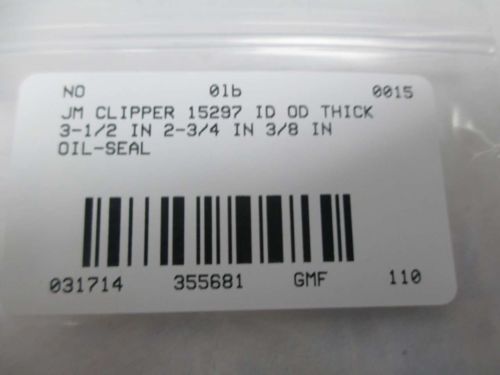 NO 01b 0015
JM CLIPPER 15297 ID OD THICK
3-1/2 IN 2-3/4 IN 3/8 IN
OIL-SEAL
031714 355681 GMF 110